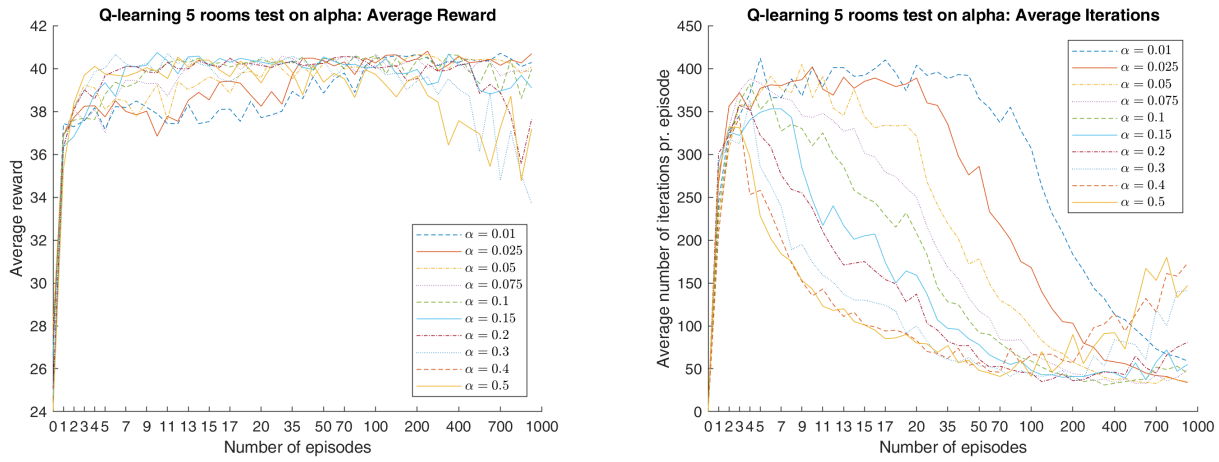 Q-learning 5 rooms test on alpha: Average Reward
42
40
38
36
34
32
30
28
26
24
Average reward
0 1 2 3 4 5 7 9 11 13 15 17 20 35 50 70 100 200 400 700 1000
Number of episodes
α = 0.01
α = 0.025
α = 0.05
α = 0.075
α = 0.1
α = 0.15
α = 0.2
α = 0.3
α = 0.4
α = 0.5
Q-learning 5 rooms test on alpha: Average Iterations
450
400
350
300
250
200
150
100
50
0
Average number of iterations pr. episode
0 1 2 3 4 5 7 9 11 13 15 17 20 35 50 70 100 200 400 700 1000
Number of episodes
α = 0.01
α = 0.025
α = 0.05
α = 0.075
α = 0.1
α = 0.15
α = 0.2
α = 0.3
α = 0.4
α = 0.5